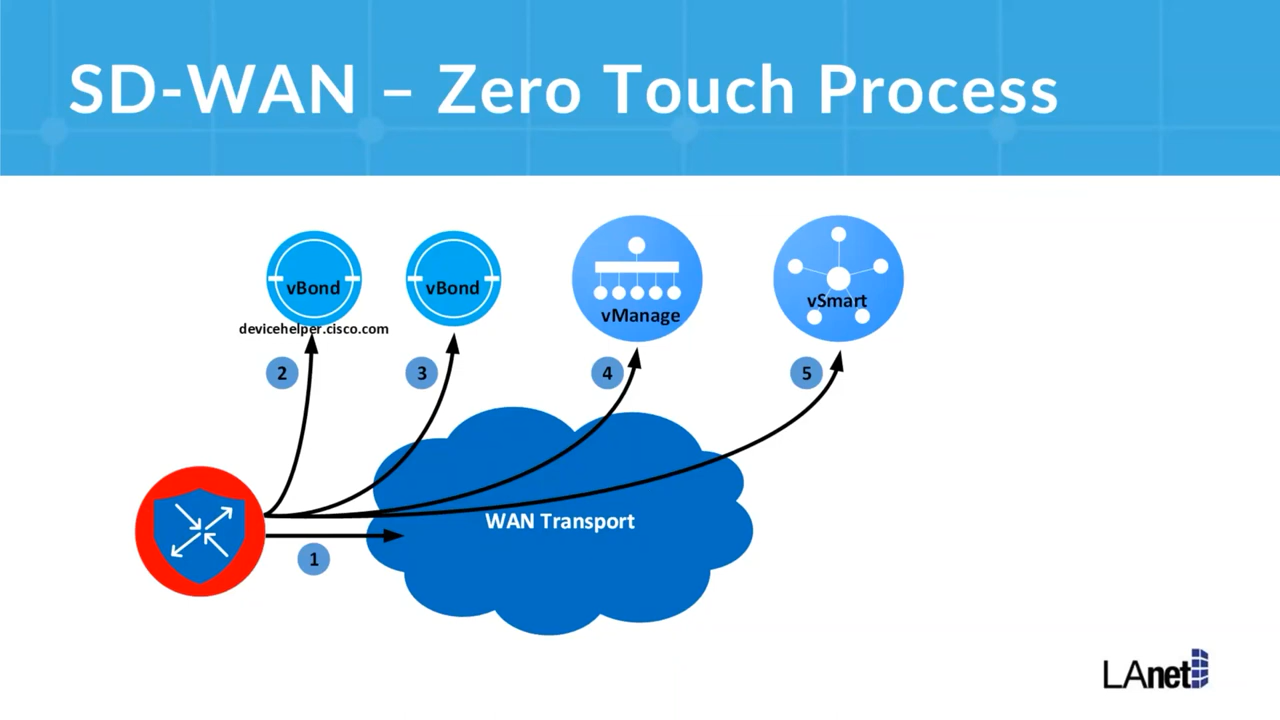 SD-WAN – Zero Touch Process
vBond
vBond
vManage
vSmart
devicehelper.cisco.com
2
3
4
5
WAN Transport
1
LAnet